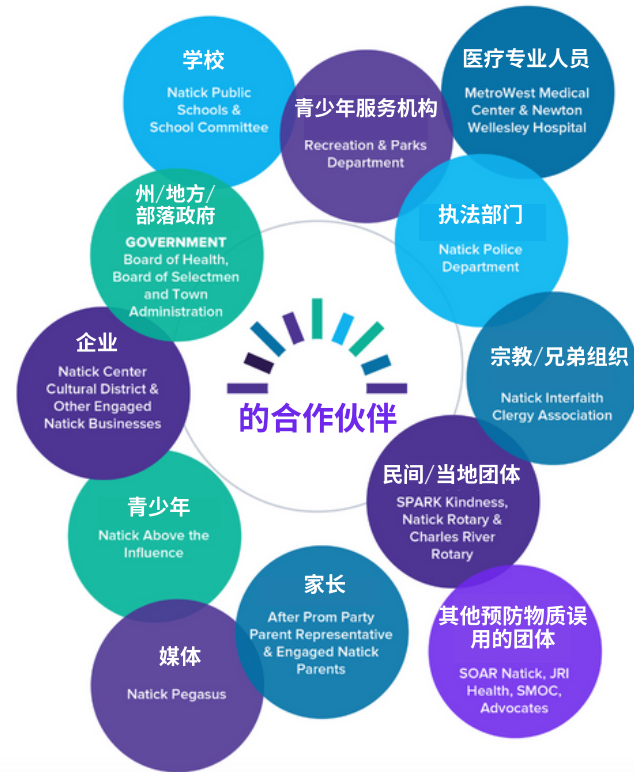 学校
Natick Public
Schools &
School Committee
青少年服务机构
Recreation & Parks
Department
医疗专业人员
MetroWest Medical
Center & Newton
Wellesley Hospital
州/地方/
部落政府
GOVERNMENT
Board of Health,
Board of Selectmen
and Town
Administration
执法部门
Natick Police
Department
企业
Natick Center
Cultural District &
Other Engaged
Natick Businesses
的合作伙伴
宗教/兄弟组织
Natick Interfaith
Clergy Association
民间/当地团体
SPARK Kindness,
Natick Rotary &
Charles River
Rotary
青少年
Natick Above the
Influence
家长
After Prom Party
Parent Representative
& Engaged Natick
Parents
其他预防物质误
用的团体
SOAR Natick, JRI
Health, SMOC,
Advocates
媒体
Natick Pegasus